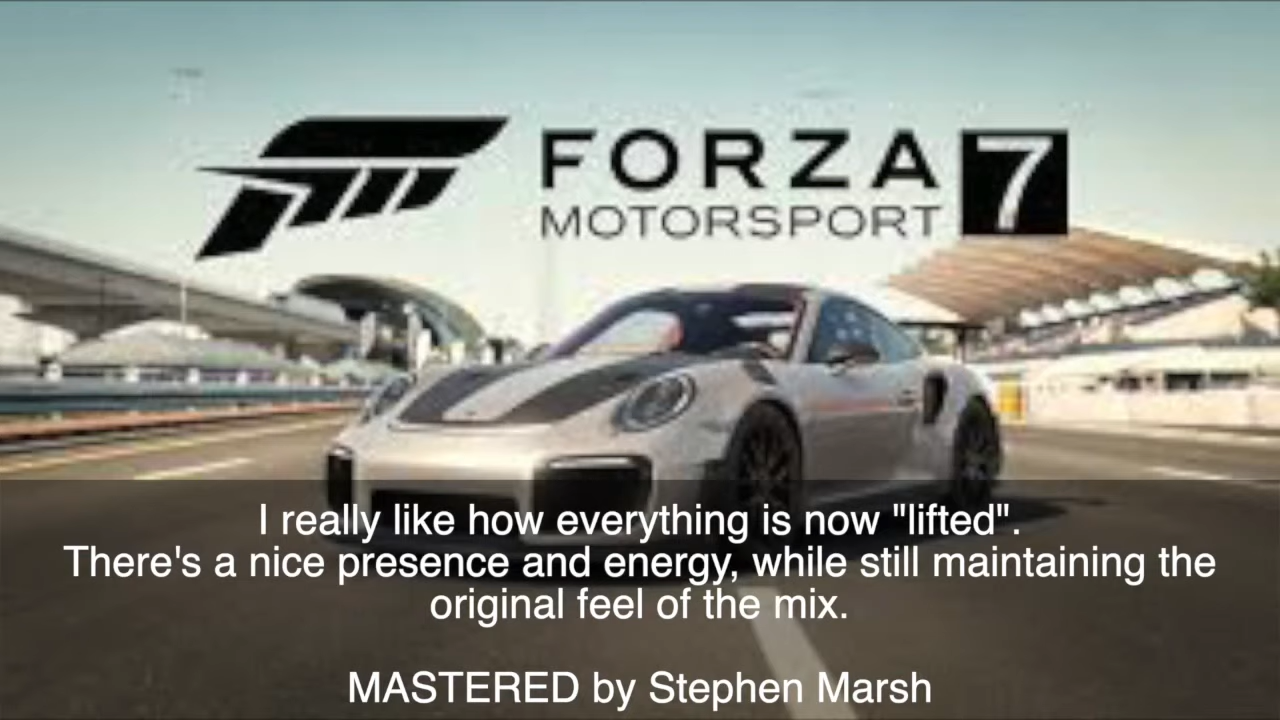 FORZA 7
MOTORSPORT
I really like how everything is now "lifted".
There's a nice presence and energy, while still maintaining the
original feel of the mix.
MASTERED by Stephen Marsh